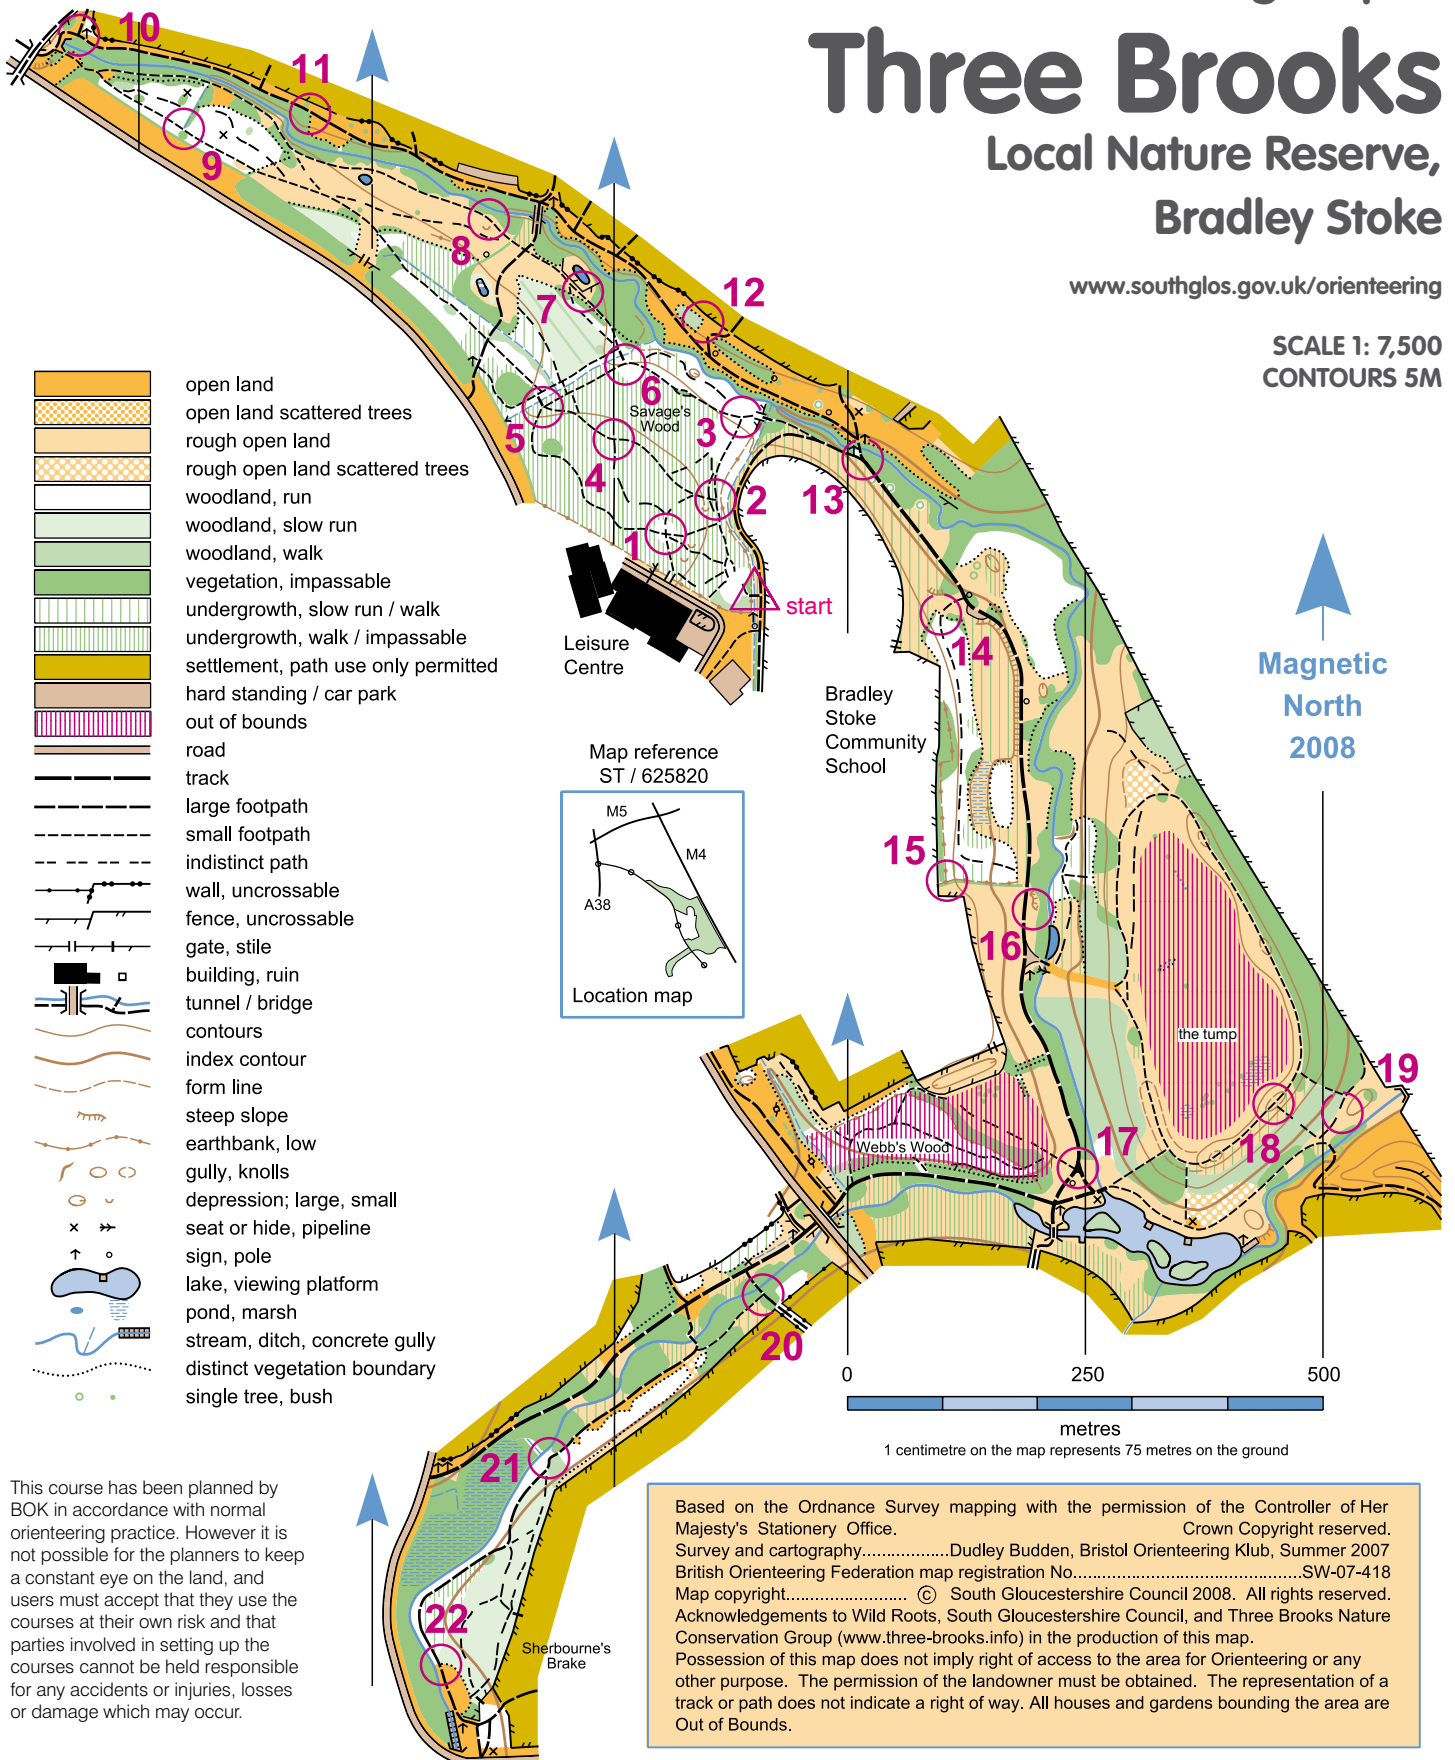 Three Brooks
Local Nature Reserve,
Bradley Stoke
www.southglos.gov.uk/orienteering
SCALE 1: 7,500
CONTOURS 5M
10
11
9
8
7
12
6
Savage's
Wood
5
3
4
2
13
1
start
Leisure
Centre
14
Bradley
Stoke
Community
School
15
16
the tump
19
18
17
Webb's Wood
20
21
22
Sherbourne's
Brake
Magnetic
North
2008
open land
open land scattered trees
rough open land
rough open land scattered trees
woodland, run
woodland, slow run
woodland, walk
vegetation, impassable
undergrowth, slow run / walk
undergrowth, walk / impassable
settlement, path use only permitted
hard standing / car park
out of bounds
road
track
large footpath
small footpath
indistinct path
wall, uncrossable
fence, uncrossable
gate, stile
building, ruin
tunnel / bridge
contours
index contour
form line
steep slope
earthbank, low
gully, knolls
depression; large, small
seat or hide, pipeline
sign, pole
lake, viewing platform
pond, marsh
stream, ditch, concrete gully
distinct vegetation boundary
single tree, bush
Map reference
ST / 625820
M5
M4
A38
Location map
0 250 500
metres
1 centimetre on the map represents 75 metres on the ground
This course has been planned by
BOK in accordance with normal
orienteering practice. However it is
not possible for the planners to keep
a constant eye on the land, and
users must accept that they use the
courses at their own risk and that
parties involved in setting up the
courses cannot be held responsible
for any accidents or injuries, losses
or damage which may occur.
Based on the Ordnance Survey mapping with the permission of the Controller of Her
Majesty's Stationery Office. Crown Copyright reserved.
Survey and cartography...................Dudley Budden, Bristol Orienteering Klub, Summer 2007
British Orienteering Federation map registration No..................................................SW-07-418
Map copyright........................... © South Gloucestershire Council 2008. All rights reserved.
Acknowledgements to Wild Roots, South Gloucestershire Council, and Three Brooks Nature
Conservation Group (www.three-brooks.info) in the production of this map.
Possession of this map does not imply right of access to the area for Orienteering or any
other purpose. The permission of the landowner must be obtained. The representation of a
track or path does not indicate a right of way. All houses and gardens bounding the area are
Out of Bounds.